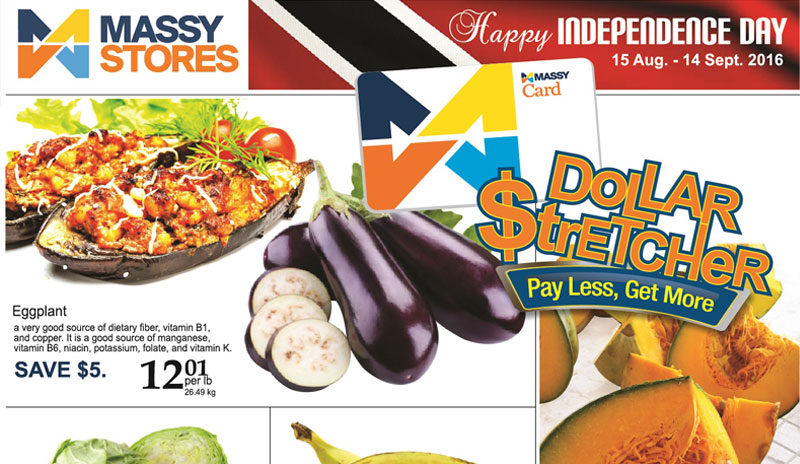 MASSY
STORES
Happy INDEPENDENCE DAY
15 Aug. - 14 Sept. 2016
MASSY
Card
DoLLAR
$trETCHeR
Pay Less, Get More
Eggplant
a very good source of dietary fiber, vitamin B1,
and copper. It is a good source of manganese,
vitamin B6, niacin, potassium, folate, and vitamin K.
SAVE $5.
12 01
per lb
26.49 kg